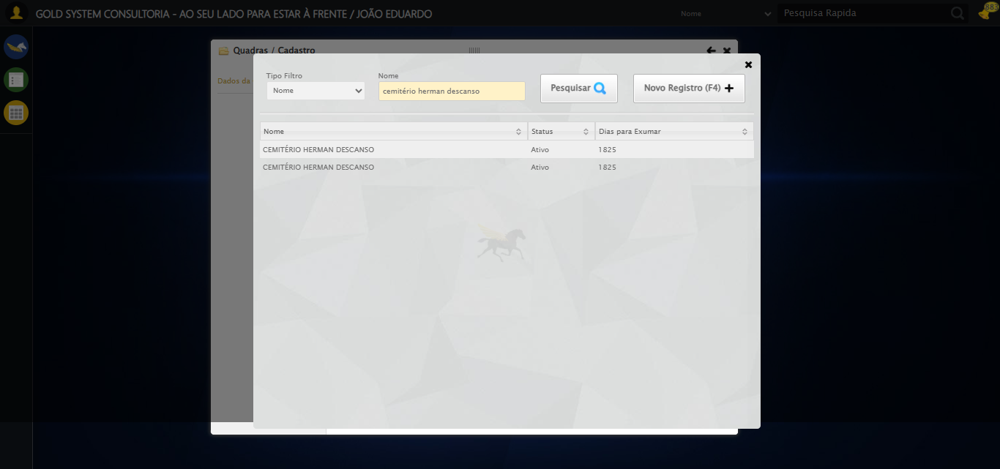 GOLD SYSTEM CONSULTORIA - AO SEU LADO PARA ESTAR À FRENTE / JOÃO EDUARDO
Nome
Pesquisa Rapida
883
Quadras / Cadastro
Dados da
Tipo Filtro
Nome
Nome
cemitério herman descanso
Pesquisar
Novo Registro (F4)
Nome
Status
Dias para Exumar
CEMITÉRIO HERMAN DESCANSO
Ativo
1825
CEMITÉRIO HERMAN DESCANSO
Ativo
1825